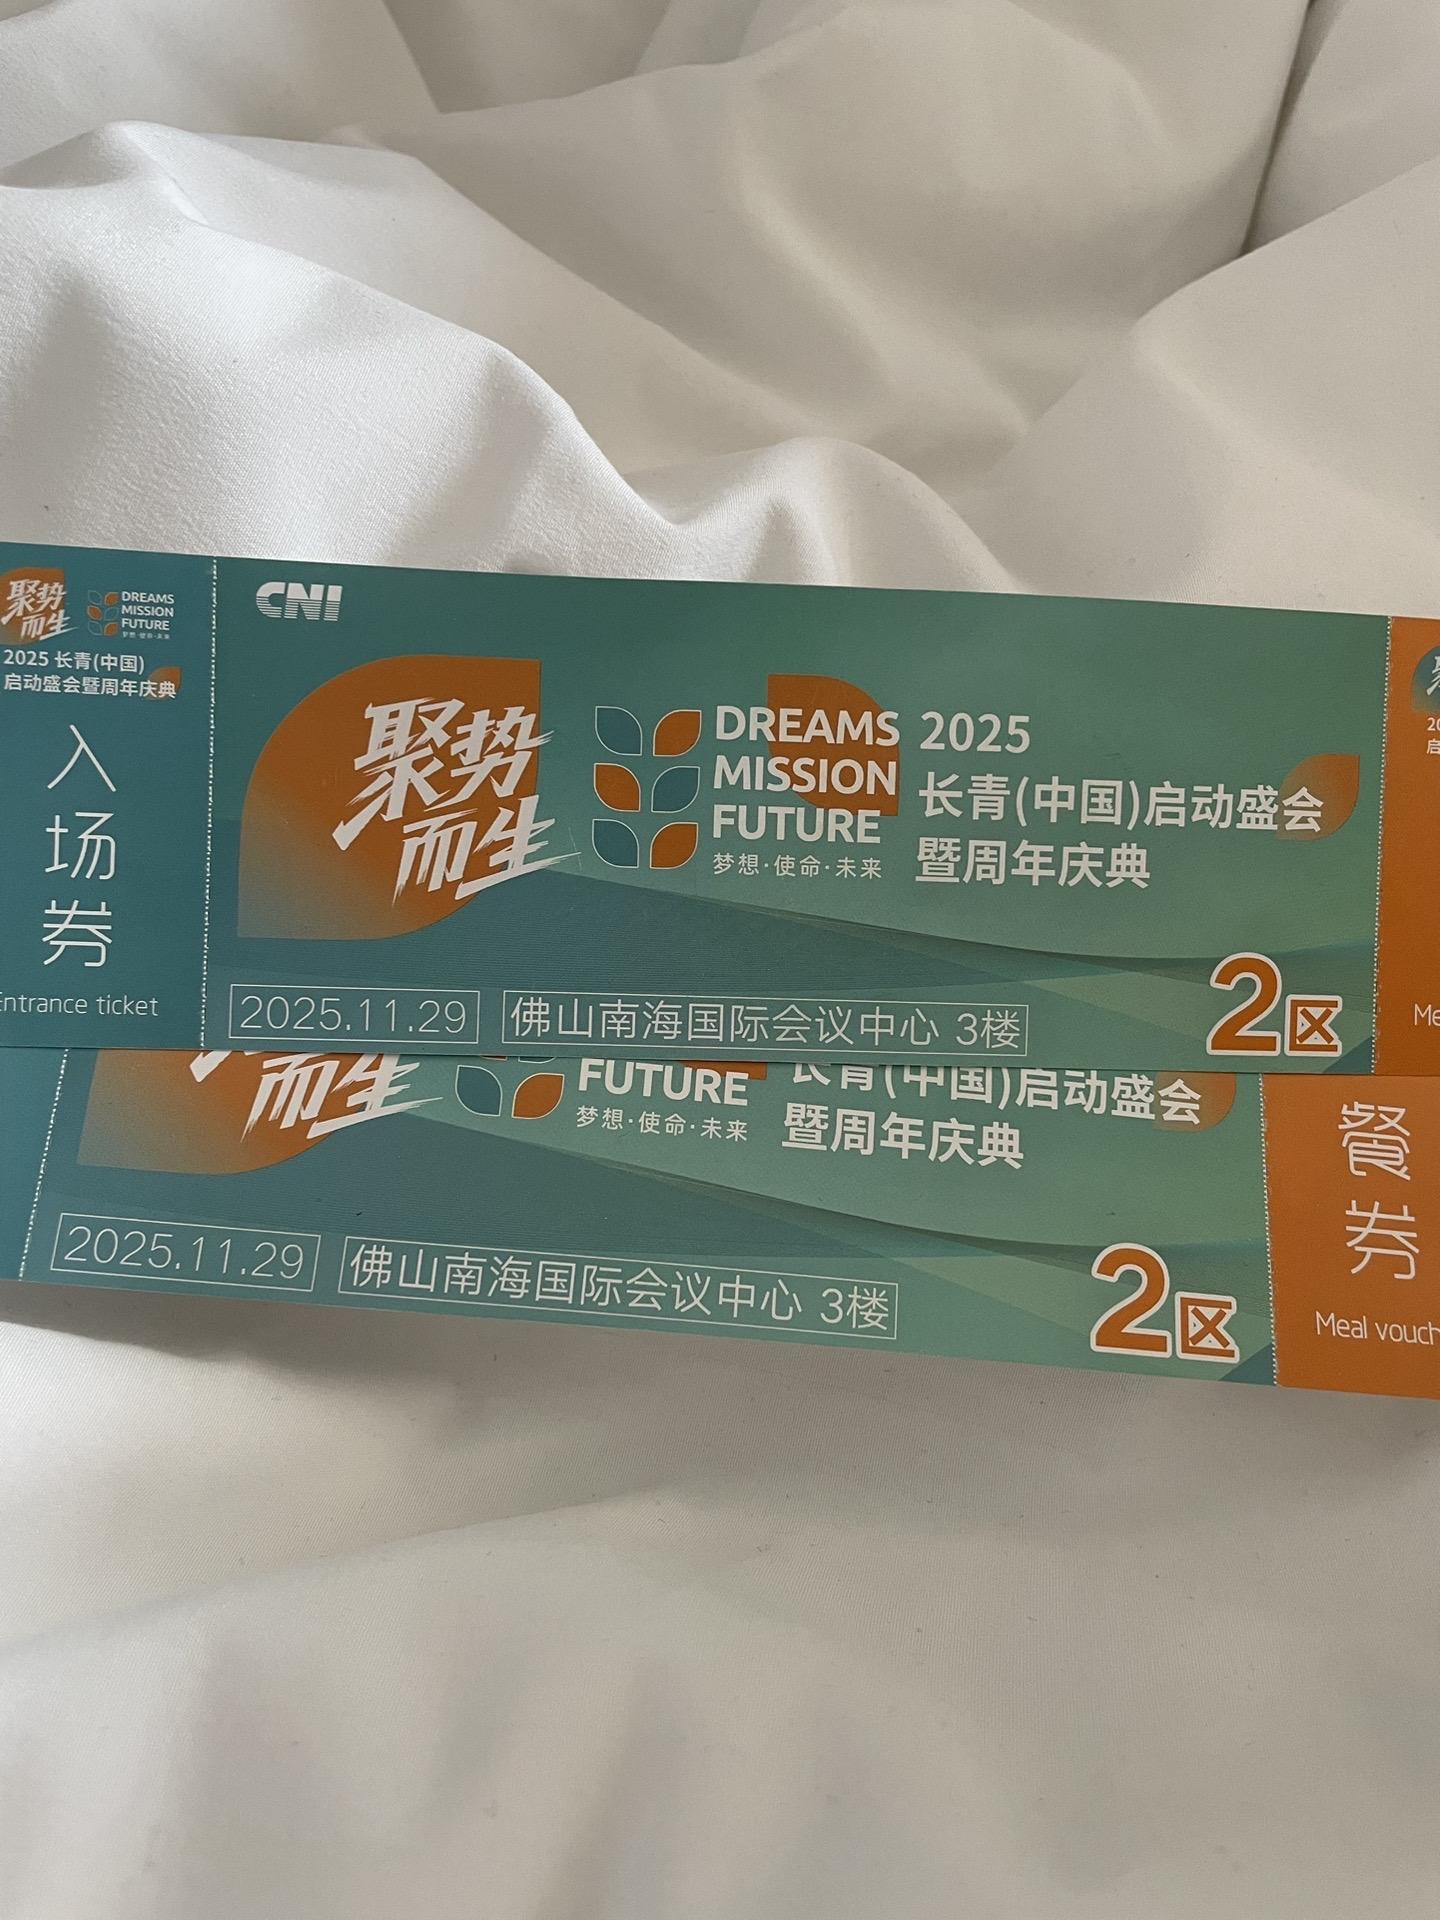 聚势
而生
DREAMS
MISSION
FUTURE
梦想·使命·未来
2025 长青(中国)
启动盛会暨周年庆典
入
场
券
Entrance ticket
CNI
聚势
而生
DREAMS
MISSION
FUTURE
梦想·使命·未来
2025
长青(中国)启动盛会
暨周年庆典
2025.11.29
佛山南海国际会议中心 3楼
2区
而生
FUTURE
梦想·使命·未来
长青(中国)启动盛会
暨周年庆典
2025.11.29
佛山南海国际会议中心 3楼
2区
餐
券
Meal vouch